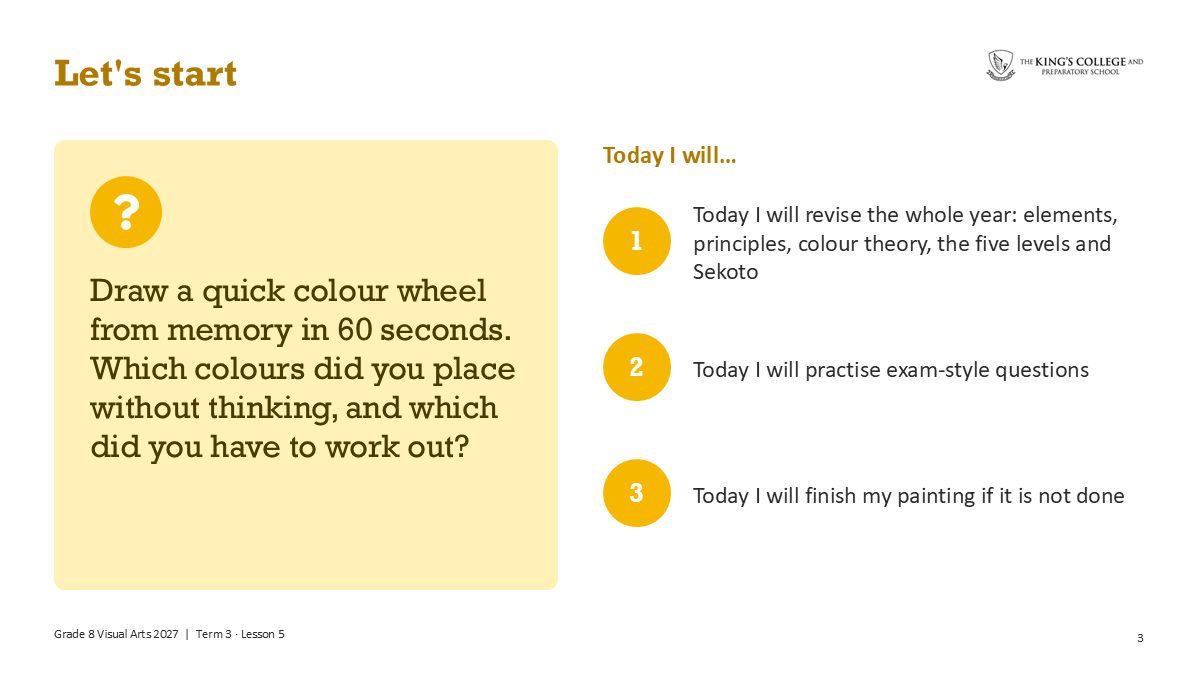 Let's start
THE KING'S COLLEGE AND
PREPARATORY SCHOOL
?
Draw a quick colour wheel
from memory in 60 seconds.
Which colours did you place
without thinking, and which
did you have to work out?
Today I will...
1
Today I will revise the whole year: elements,
principles, colour theory, the five levels and
Sekoto
2
Today I will practise exam-style questions
3
Today I will finish my painting if it is not done
Grade 8 Visual Arts 2027 | Term 3 · Lesson 5
3